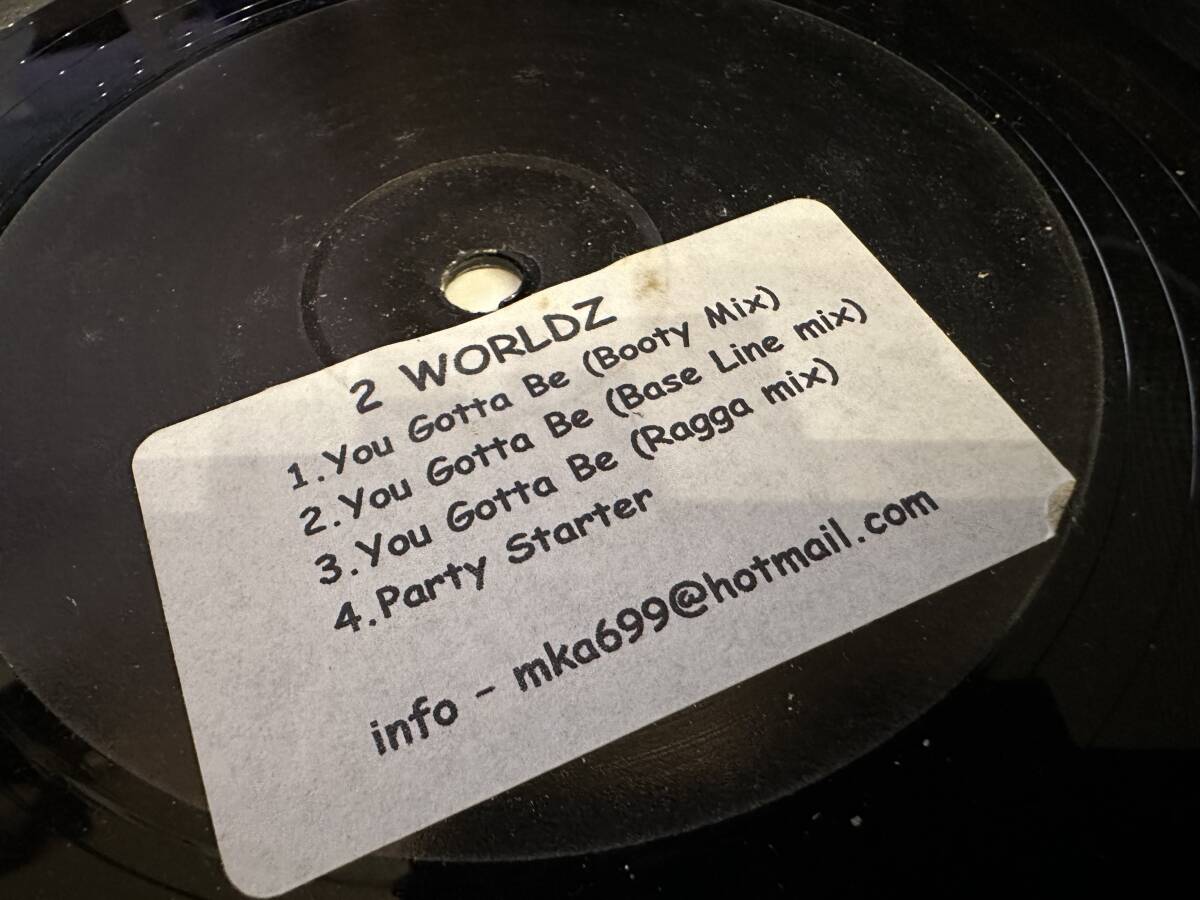 2 WORLDZ
1.You Gotta Be (Booty Mix)
2.You Gotta Be (Base Line mix)
3.You Gotta Be (Ragga mix)
4.Party Starter
info - mka699@hotmail.com